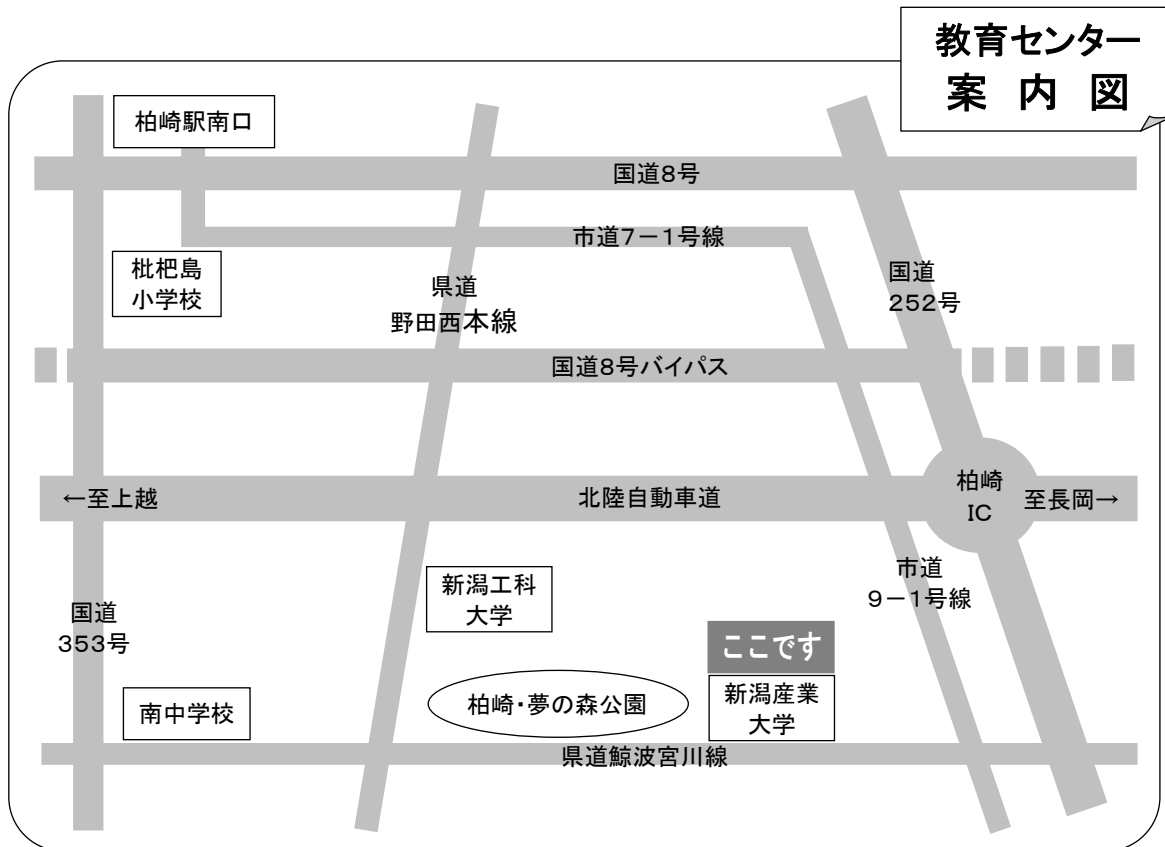 教育センター
案 内 図
柏崎駅南口
国道8号
市道7−1号線
枇杷島
小学校
県道
野田西本線
国道
252号
国道8号バイパス
←至上越
北陸自動車道
柏崎
IC
至長岡→
新潟工科
大学
市道
9−1号線
国道
353号
ここです
新潟産業
大学
柏崎・夢の森公園
南中学校
県道鯨波宮川線